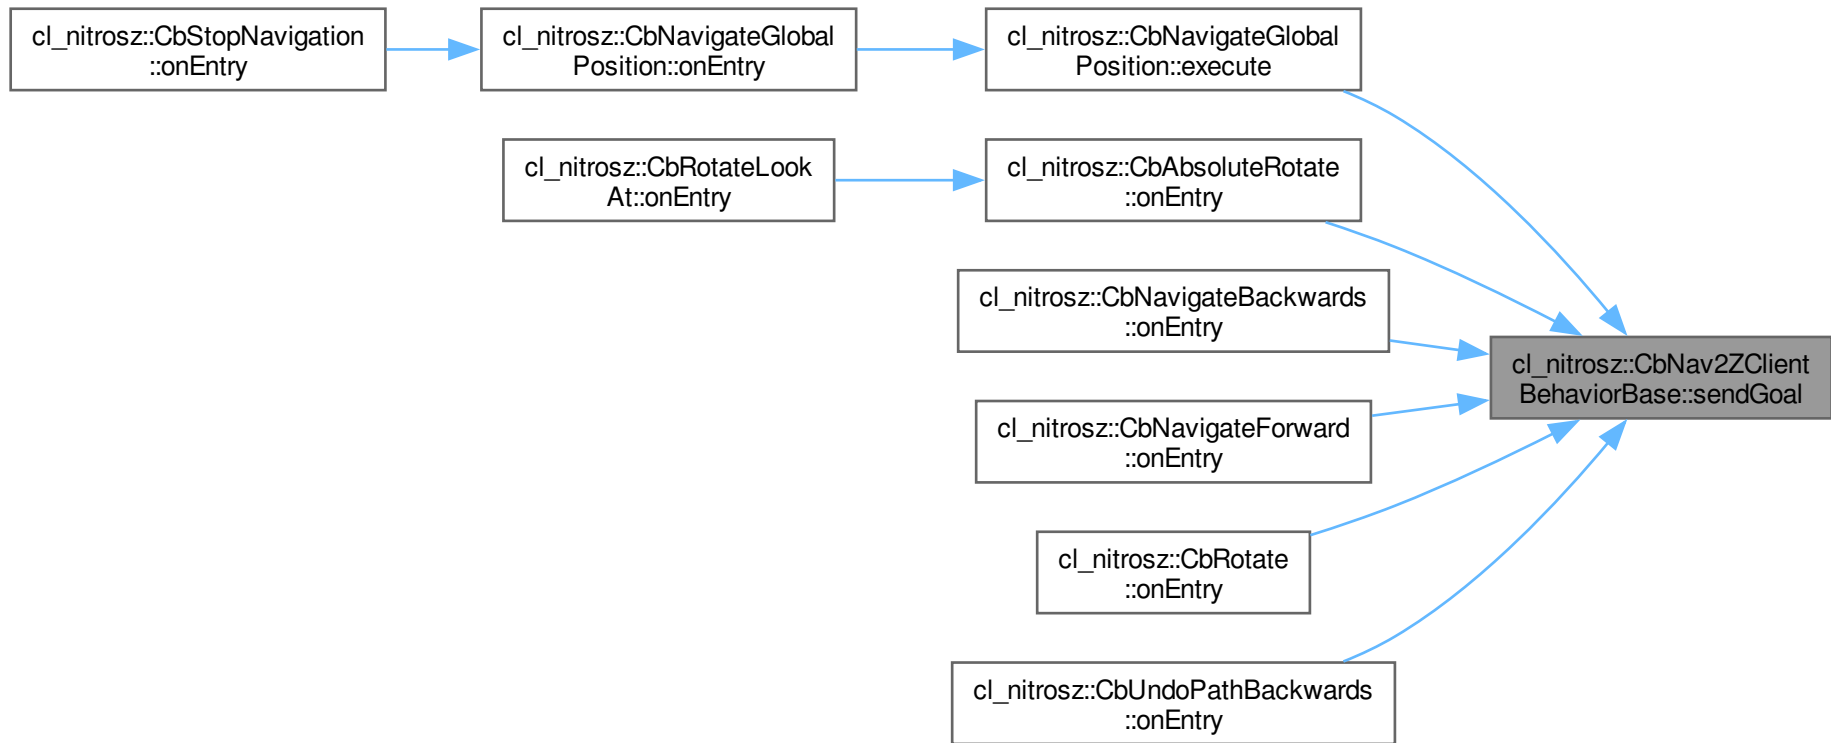 cl_nitrosz::CbStopNavigation
::onEntry
cl_nitrosz::CbNavigateGlobal
Position::onEntry
cl_nitrosz::CbNavigateGlobal
Position::execute
cl_nitrosz::CbRotateLook
At::onEntry
cl_nitrosz::CbAbsoluteRotate
::onEntry
cl_nitrosz::CbNavigateBackwards
::onEntry
cl_nitrosz::CbNav2ZClient
BehaviorBase::sendGoal
cl_nitrosz::CbNavigateForward
::onEntry
cl_nitrosz::CbRotate
::onEntry
cl_nitrosz::CbUndoPathBackwards
::onEntry